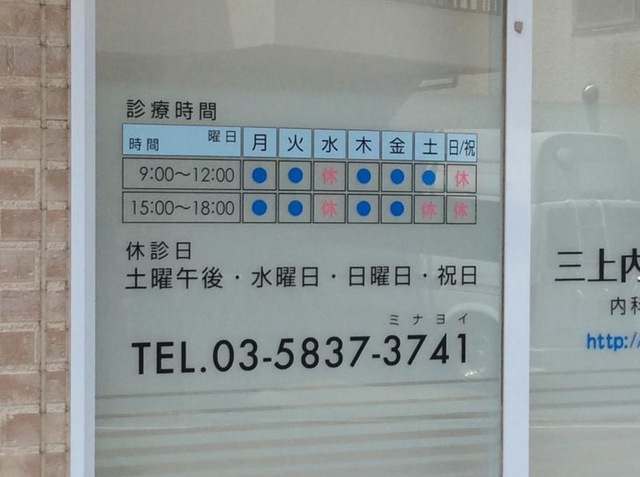 診療時間
曜日 時間 月 火 水 木 金 土 日/祝
9:00〜12:00 ● ● 休 ● ● ● 休
15:00〜18:00 ● ● 休 ● ● 休 休
休診日
土曜午後・水曜日・日曜日・祝日
ミナヨイ
TEL.03-5837-3741
三上内
内科
http:/